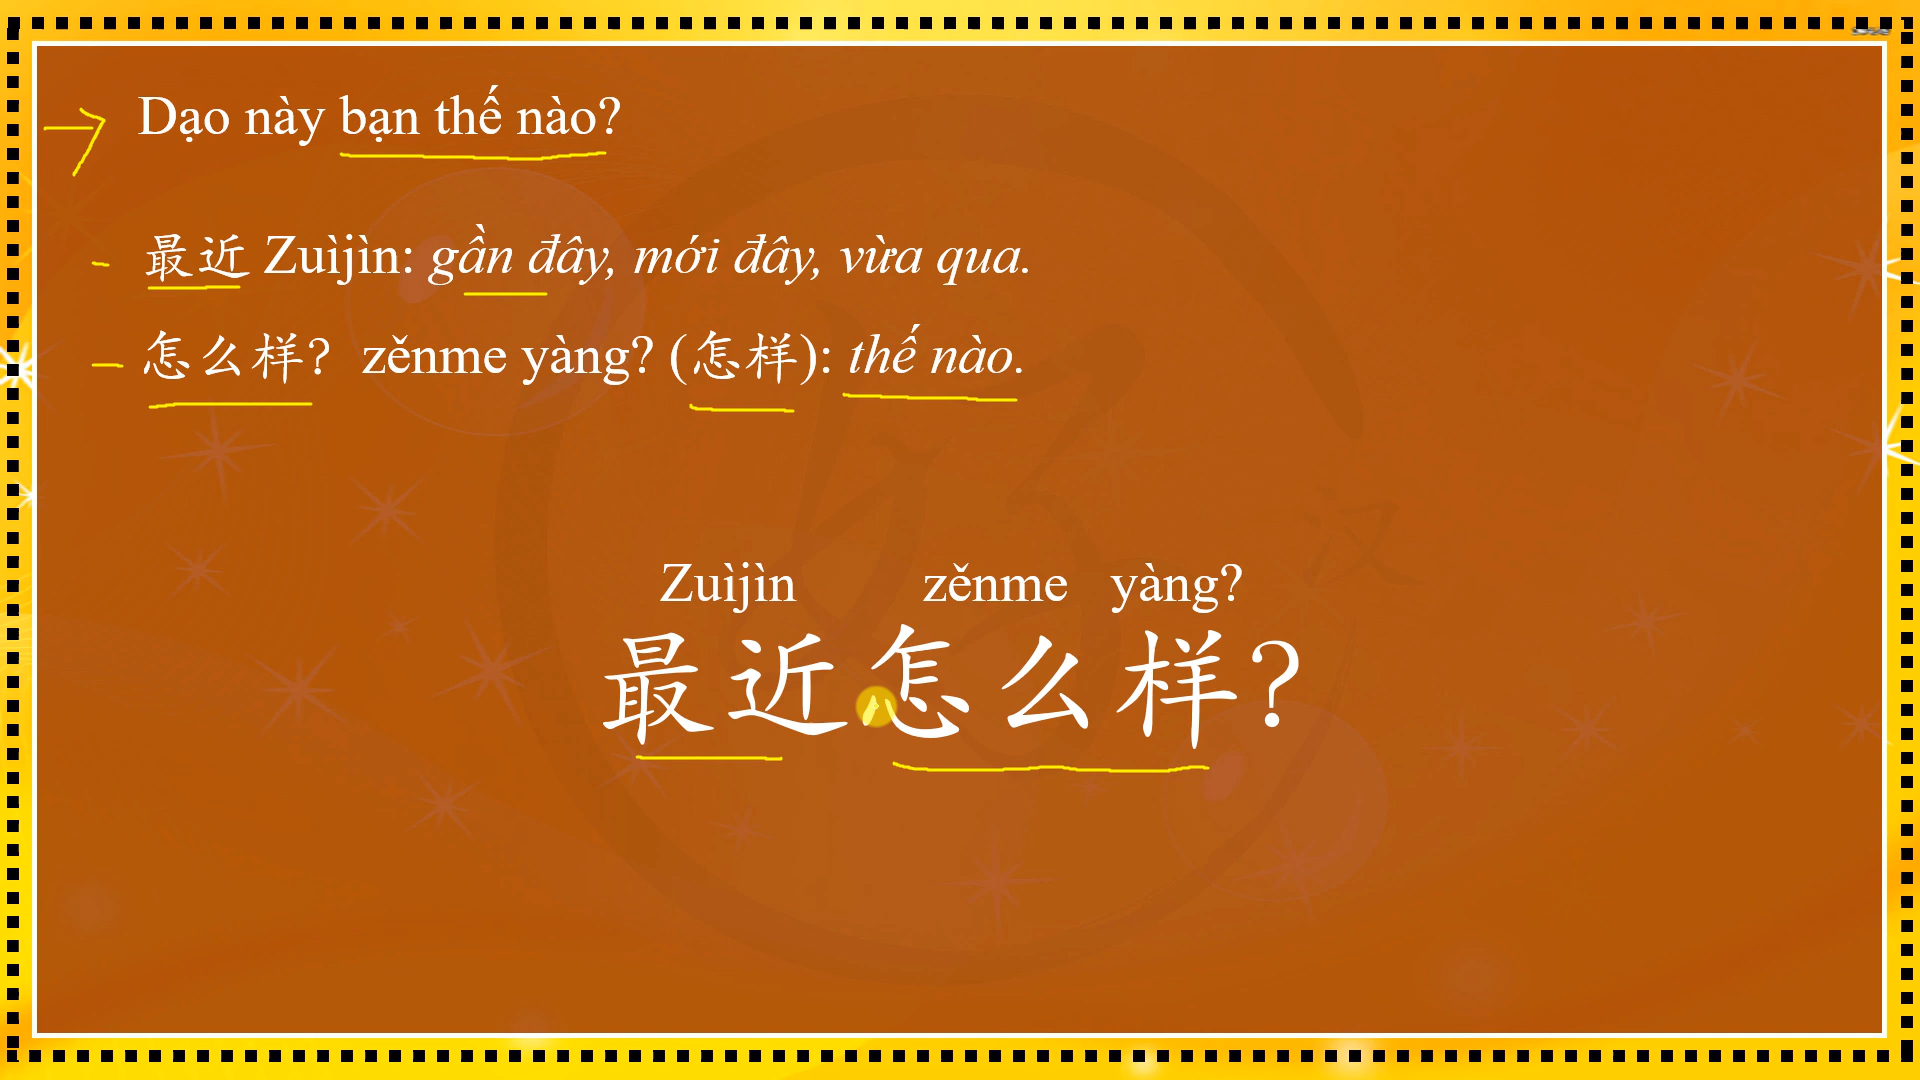 Dạo này bạn thế nào?
最近 Zuìjìn: gần đây, mới đây, vừa qua.
怎么样? zěnme yàng? (怎样): thế nào.
Zuìjìn zěnme yàng?
最近怎么样?